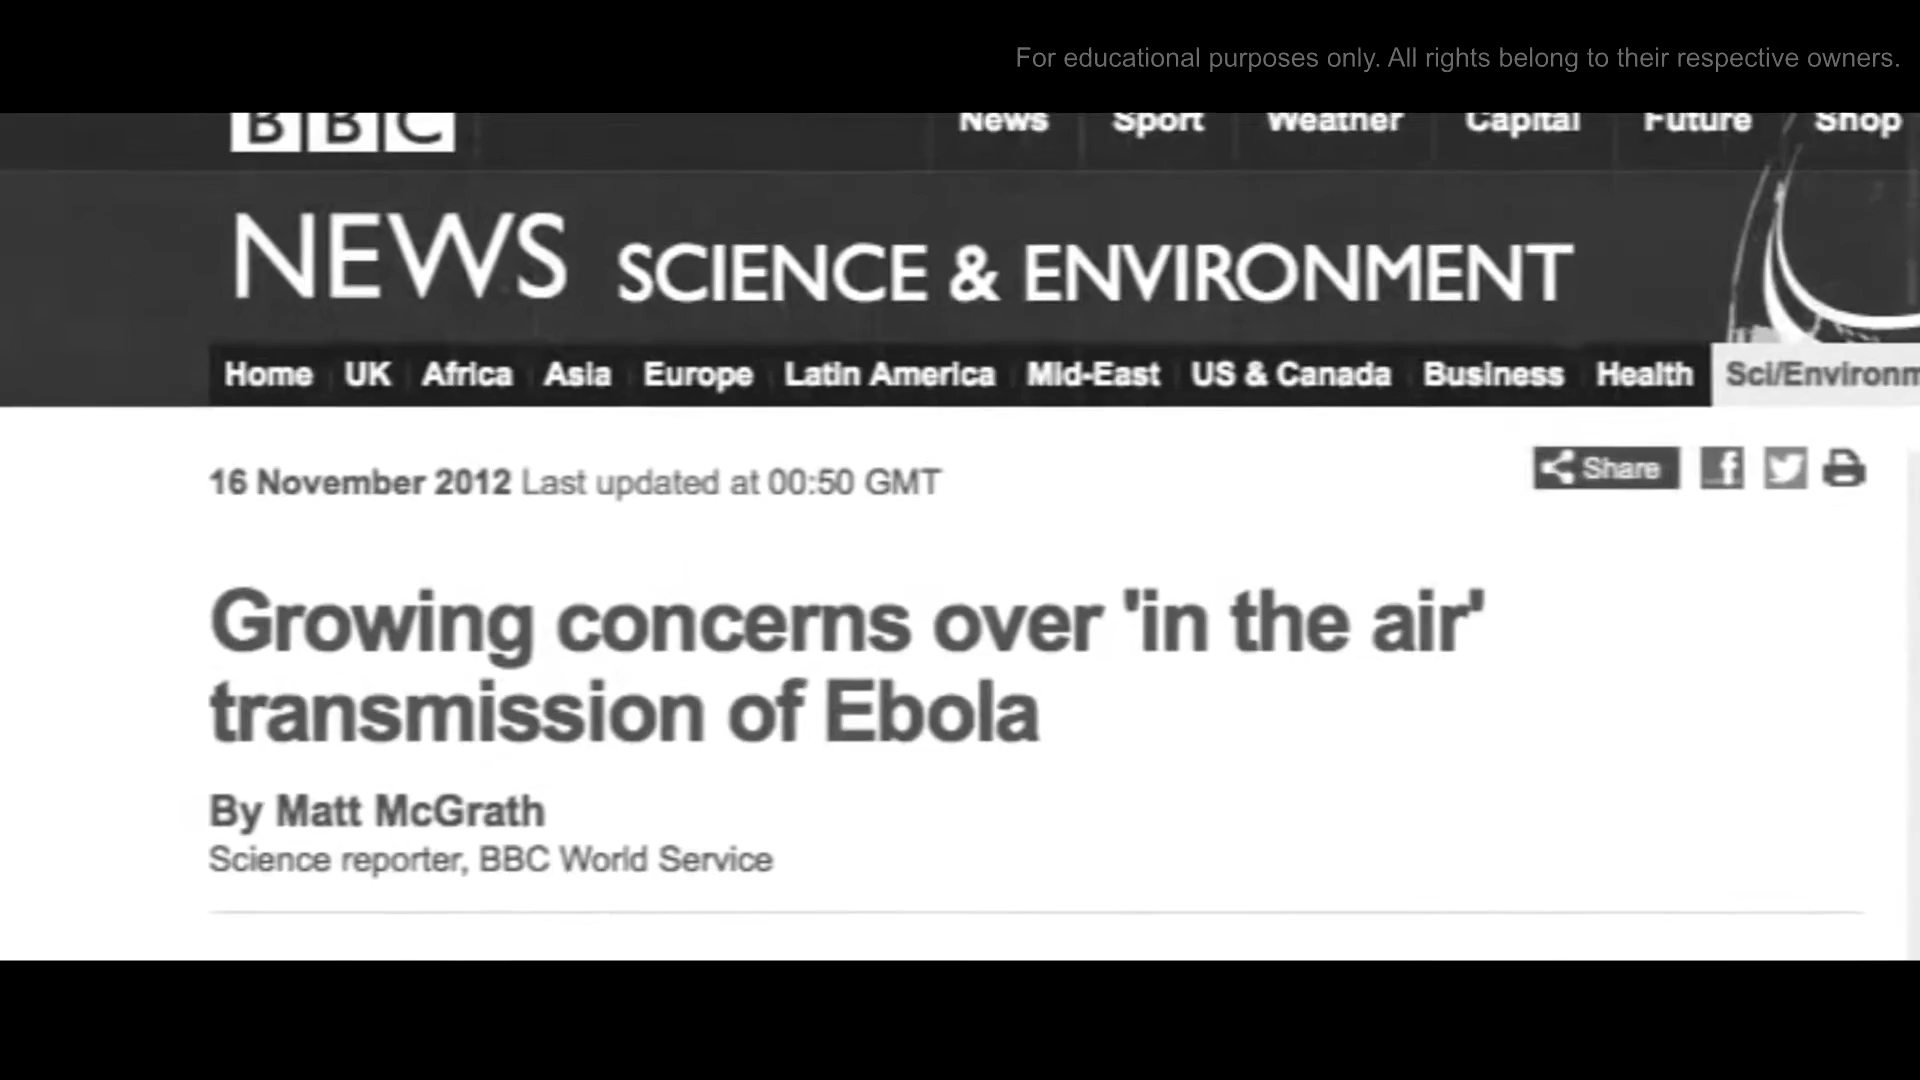 For educational purposes only. All rights belong to their respective owners.
BBC News Sport Weather Capital Future Shop
NEWS SCIENCE & ENVIRONMENT
Home UK Africa Asia Europe Latin America Mid-East US & Canada Business Health Sci/Environm
16 November 2012 Last updated at 00:50 GMT Share
Growing concerns over 'in the air'
transmission of Ebola
By Matt McGrath
Science reporter, BBC World Service